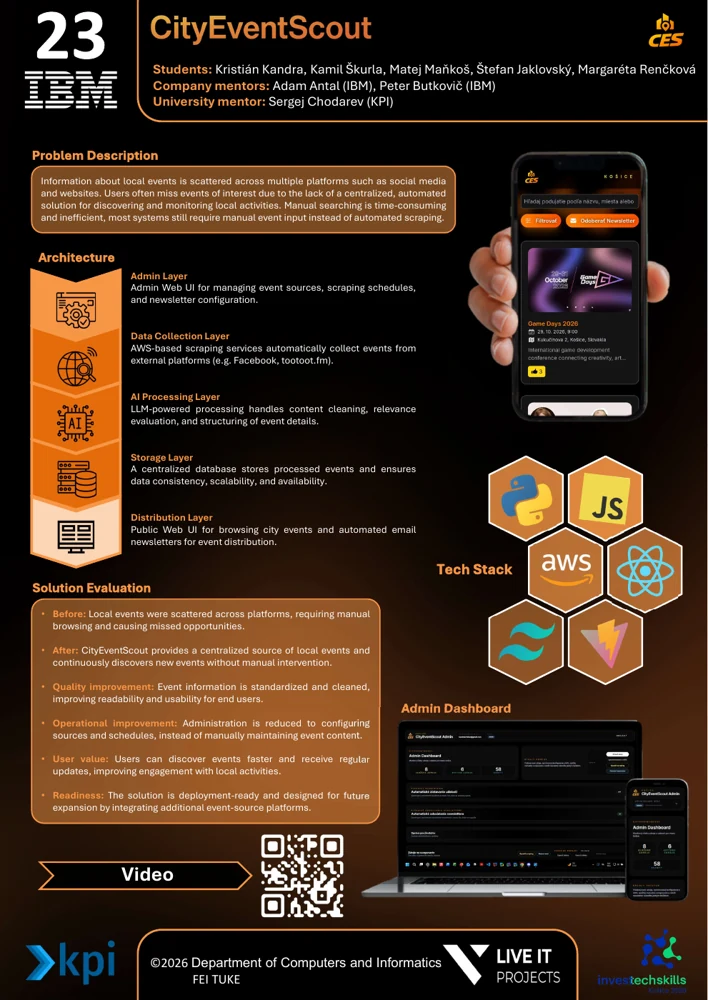 23
IBM
CityEventScout
CES
Students: Kristián Kandra, Kamil Škurla, Matej Maňkoš, Štefan Jaklovský, Margaréta Renčková
Company mentors: Adam Antal (IBM), Peter Butkovič (IBM)
University mentor: Sergej Chodarev (KPI)
Problem Description
Information about local events is scattered across multiple platforms such as social media
and websites. Users often miss events of interest due to the lack of a centralized, automated
solution for discovering and monitoring local activities. Manual searching is time-consuming
and inefficient, most systems still require manual event input instead of automated scraping.
CES
KOŠICE
Hľadaj podujatie podľa názvu, miesta alebo
Filtrovať
Odoberať Newsletter
October
Game Days
Game Days 2026
Kukučínova 2, Košice, Slovakia
International game development
conference connecting creativity, art...
3
Architecture
Admin Layer
Admin Web UI for managing event sources, scraping schedules,
and newsletter configuration.
Data Collection Layer
AWS-based scraping services automatically collect events from
external platforms (e.g. Facebook, tootoot.fm).
AI
AI Processing Layer
LLM-powered processing handles content cleaning, relevance
evaluation, and structuring of event details.
Storage Layer
A centralized database stores processed events and ensures
data consistency, scalability, and availability.
Distribution Layer
Public Web UI for browsing city events and automated email
newsletters for event distribution.
Tech Stack
JS
aws
Solution Evaluation
• Before: Local events were scattered across platforms, requiring manual
browsing and causing missed opportunities.
• After: CityEventScout provides a centralized source of local events and
continuously discovers new events without manual intervention.
• Quality improvement: Event information is standardized and cleaned,
improving readability and usability for end users.
• Operational improvement: Administration is reduced to configuring
sources and schedules, instead of manually maintaining event content.
• User value: Users can discover events faster and receive regular
updates, improving engagement with local activities.
• Readiness: The solution is deployment-ready and designed for future
expansion by integrating additional event-source platforms.
Admin Dashboard
CityEventScout Admin
Admin Dashboard
8
6
58
CityEventScout Admin
Admin Dashboard
8
6
58
Video
kpi
©2026 Department of Computers and Informatics
FEI TUKE
LIVE IT
PROJECTS
investechskills